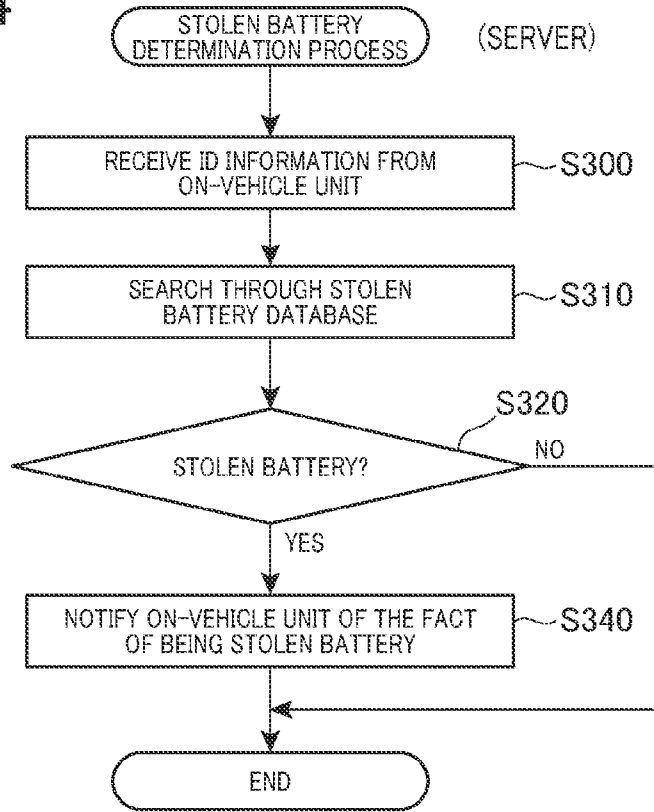 STOLEN BATTERY
DETERMINATION PROCESS
(SERVER)
RECEIVE ID INFORMATION FROM
ON-VEHICLE UNIT
S300
SEARCH THROUGH STOLEN
BATTERY DATABASE
S310
S320
STOLEN BATTERY?
NO
YES
NOTIFY ON-VEHICLE UNIT OF THE FACT
OF BEING STOLEN BATTERY
S340
END